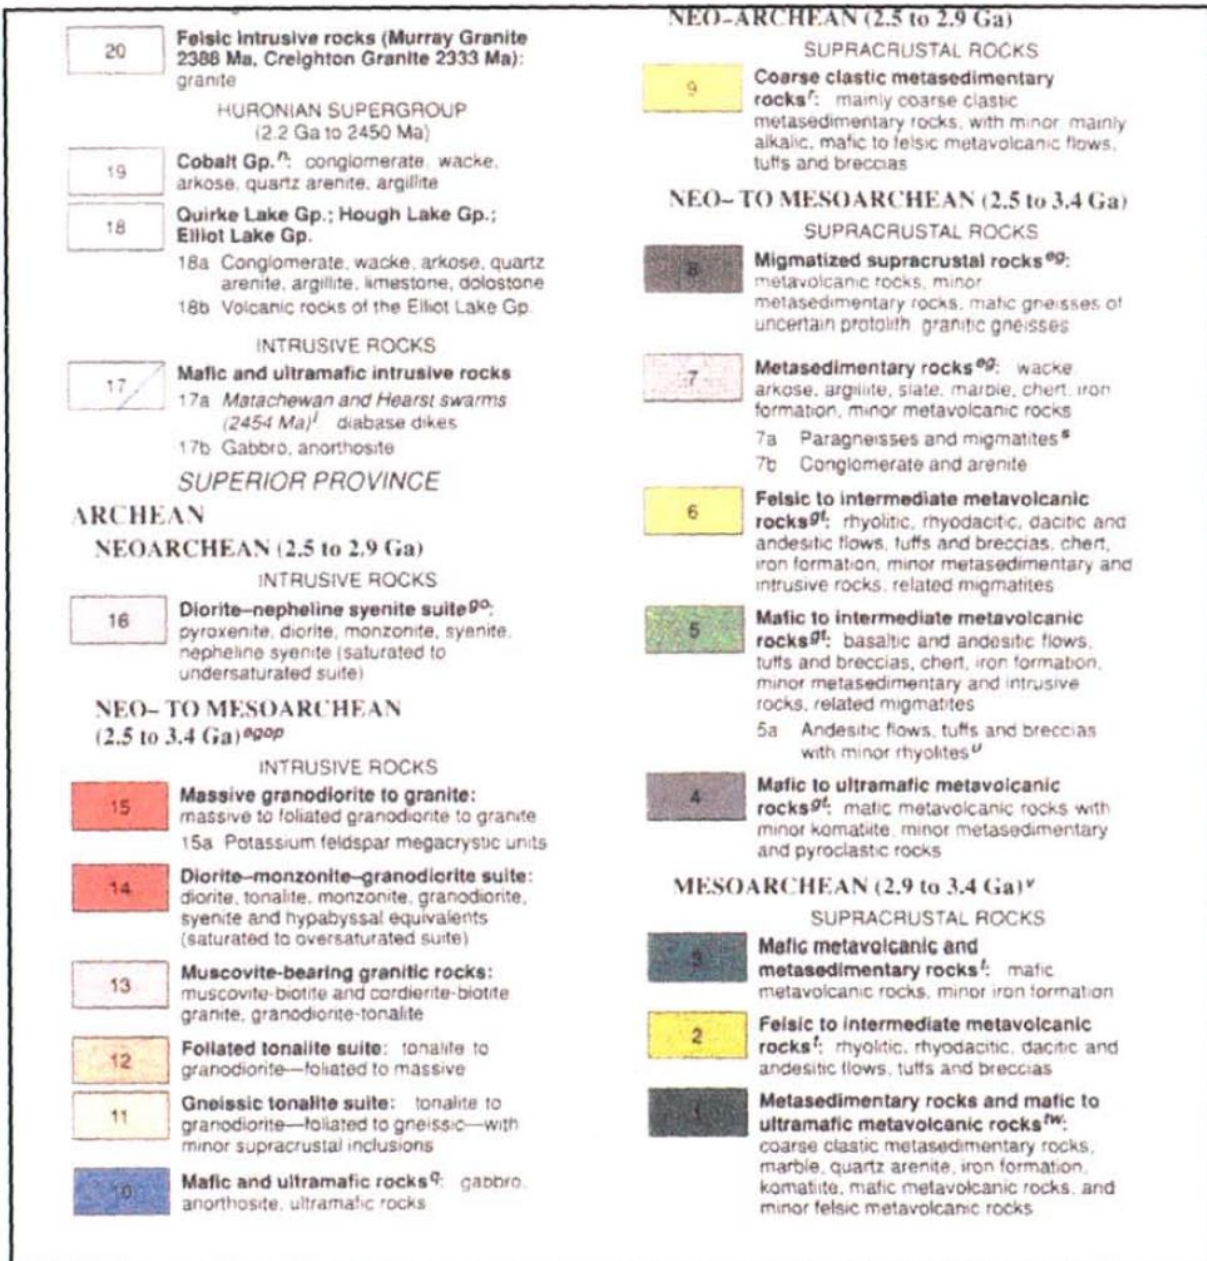 20
Felsic intrusive rocks (Murray Granite
2388 Ma, Creighton Granite 2333 Ma):
granite
HURONIAN SUPERGROUP
(2.2 Ga to 2450 Ma)
19
Cobalt Gp.n: conglomerate, wacke,
arkose, quartz arenite, argillite
18
Quirke Lake Gp.; Hough Lake Gp.;
Elliot Lake Gp.
18a Conglomerate, wacke, arkose, quartz
arenite, argillite, limestone, dolostone
18b Volcanic rocks of the Elliot Lake Gp.
INTRUSIVE ROCKS
17
Mafic and ultramafic intrusive rocks
17a Matachewan and Hearst swarms
(2454 Ma)j diabase dikes
17b Gabbro, anorthosite
SUPERIOR PROVINCE
ARCHEAN
NEOARCHEAN (2.5 to 2.9 Ga)
INTRUSIVE ROCKS
16
Diorite–nepheline syenite suitego:
pyroxenite, diorite, monzonite, syenite,
nepheline syenite (saturated to
undersaturated suite)
NEO– TO MESOARCHEAN
(2.5 to 3.4 Ga)egop
INTRUSIVE ROCKS
15
Massive granodiorite to granite:
massive to foliated granodiorite to granite
15a Potassium feldspar megacrystic units
14
Diorite–monzonite–granodiorite suite:
diorite, tonalite, monzonite, granodiorite,
syenite and hypabyssal equivalents
(saturated to oversaturated suite)
13
Muscovite-bearing granitic rocks:
muscovite-biotite and cordierite-biotite
granite, granodiorite-tonalite
12
Foliated tonalite suite: tonalite to
granodiorite—foliated to massive
11
Gneissic tonalite suite: tonalite to
granodiorite—foliated to gneissic—with
minor supracrustal inclusions
10
Mafic and ultramafic rocksq: gabbro,
anorthosite, ultramafic rocks
NEO–ARCHEAN (2.5 to 2.9 Ga)
SUPRACRUSTAL ROCKS
9
Coarse clastic metasedimentary
rocksr: mainly coarse clastic
metasedimentary rocks, with minor mainly
alkalic, mafic to felsic metavolcanic flows,
tuffs and breccias
NEO– TO MESOARCHEAN (2.5 to 3.4 Ga)
SUPRACRUSTAL ROCKS
8
Migmatized supracrustal rockseg:
metavolcanic rocks, minor
metasedimentary rocks, mafic gneisses of
uncertain protolith granitic gneisses
7
Metasedimentary rockseg: wacke
arkose, argillite, slate, marble, chert, iron
formation, minor metavolcanic rocks
7a Paragneisses and migmatitess
7b Conglomerate and arenite
6
Felsic to intermediate metavolcanic
rocksgt: rhyolitic, rhyodacitic, dacitic and
andesitic flows, tuffs and breccias, chert,
iron formation, minor metasedimentary and
intrusive rocks, related migmatites
5
Mafic to intermediate metavolcanic
rocksgt: basaltic and andesitic flows,
tuffs and breccias, chert, iron formation,
minor metasedimentary and intrusive
rocks, related migmatites
5a Andesitic flows, tuffs and breccias
with minor rhyolitesu
4
Mafic to ultramafic metavolcanic
rocksgt: mafic metavolcanic rocks with
minor komatiite, minor metasedimentary
and pyroclastic rocks
MESOARCHEAN (2.9 to 3.4 Ga)v
SUPRACRUSTAL ROCKS
3
Mafic metavolcanic and
metasedimentary rockst: mafic
metavolcanic rocks, minor iron formation
2
Felsic to intermediate metavolcanic
rockst: rhyolitic, rhyodacitic, dacitic and
andesitic flows, tuffs and breccias
1
Metasedimentary rocks and mafic to
ultramafic metavolcanic rockstw:
coarse clastic metasedimentary rocks,
marble, quartz arenite, iron formation,
komatiite, mafic metavolcanic rocks, and
minor felsic metavolcanic rocks